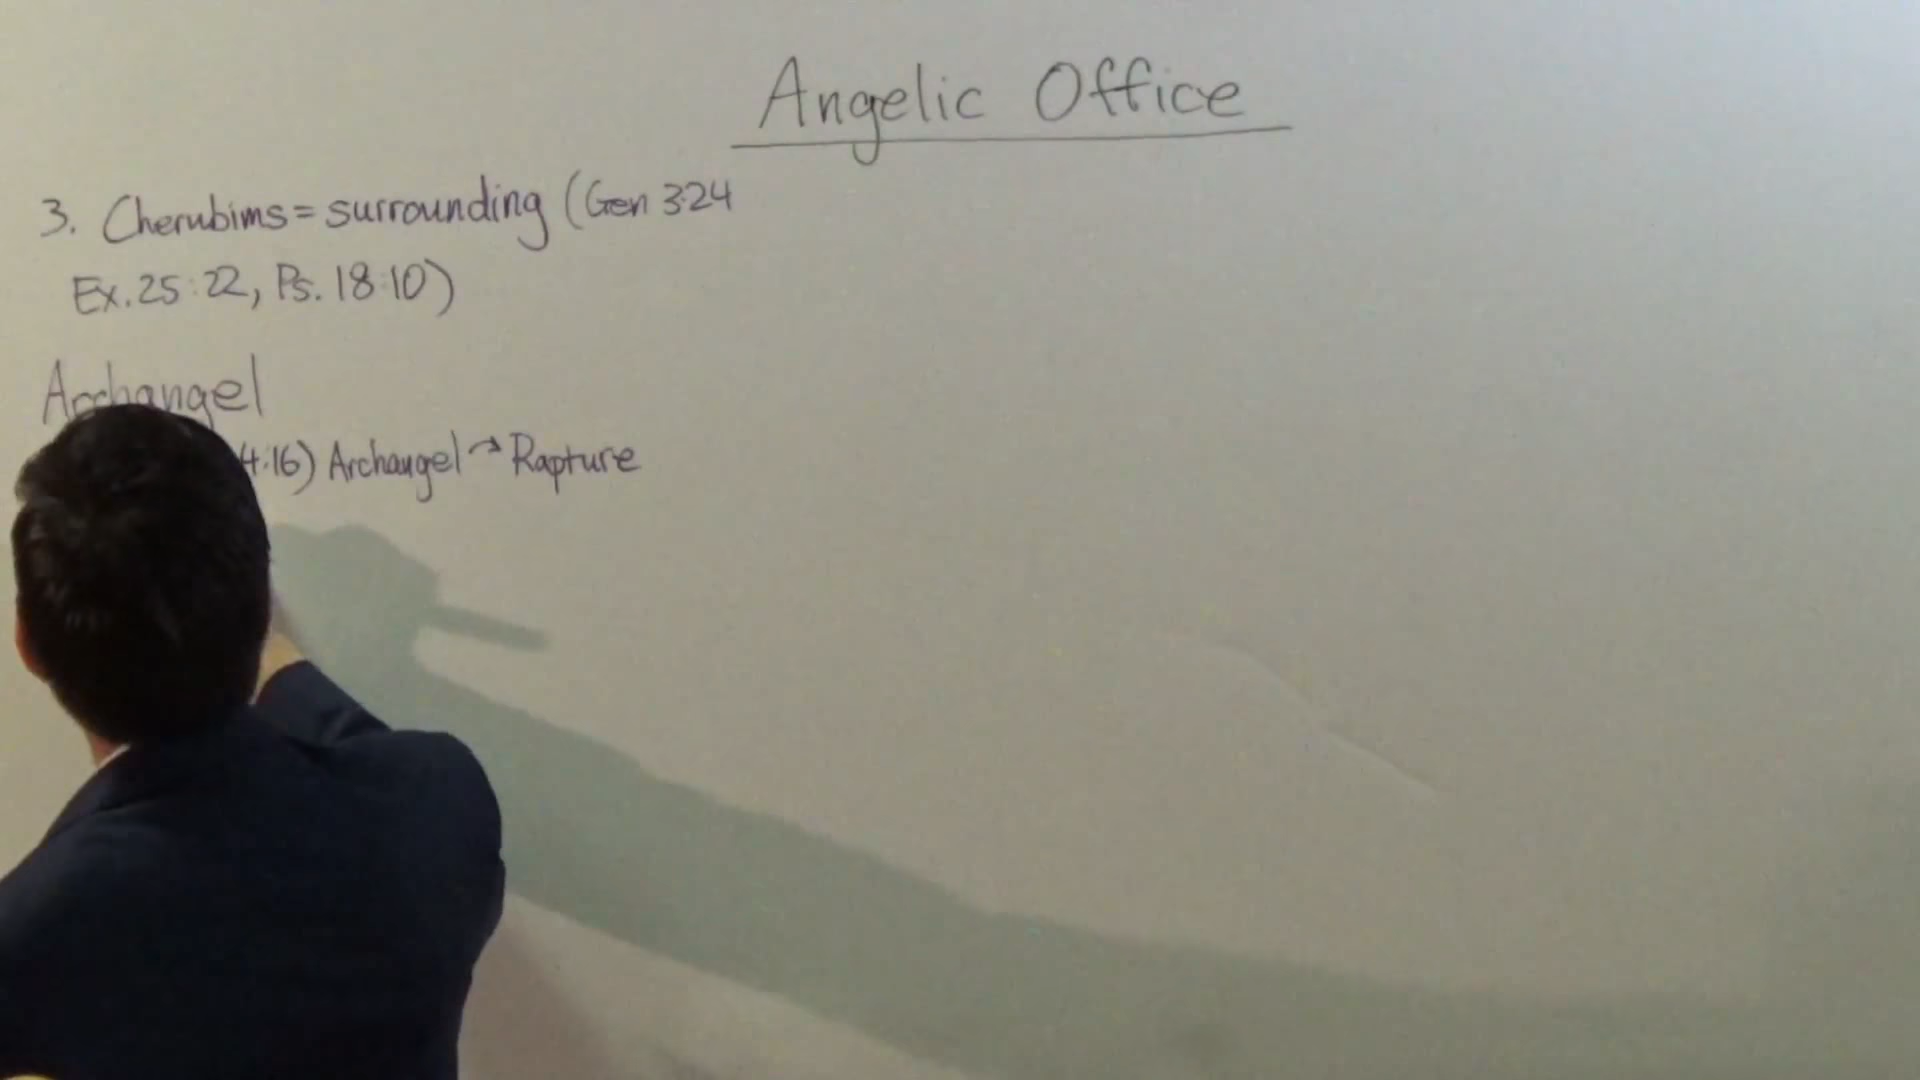 Angelic Office
3. Cherubims = surrounding (Gen 3:24
Ex. 25:22, Ps. 18:10)
Archangel
4:16) Archangel → Rapture